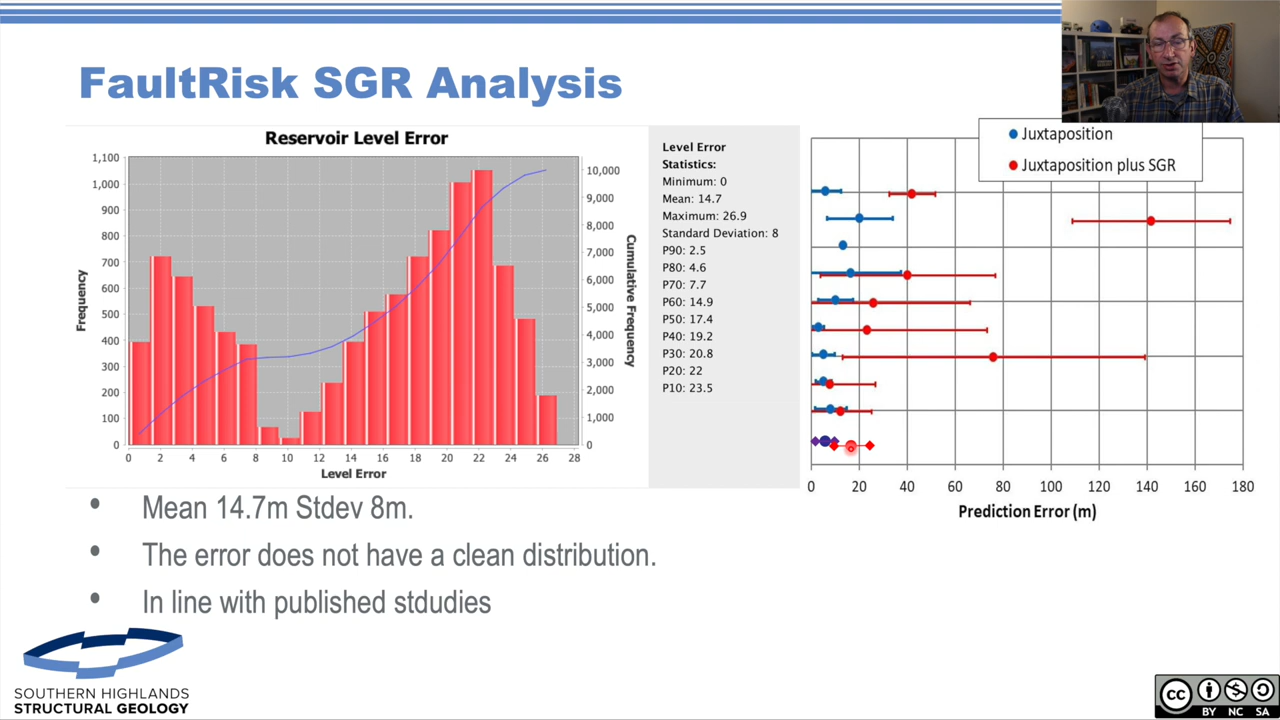 FaultRisk SGR Analysis
Reservoir Level Error
1,100
1,000
900
800
700
600
500
400
300
200
100
0
Frequency
10,000
9,000
8,000
7,000
6,000
5,000
4,000
3,000
2,000
1,000
0
Cumulative Frequency
0 2 4 6 8 10 12 14 16 18 20 22 24 26 28
Level Error
Level Error
Statistics:
Minimum: 0
Mean: 14.7
Maximum: 26.9
Standard Deviation: 8
P90: 2.5
P80: 4.6
P70: 7.7
P60: 14.9
P50: 17.4
P40: 19.2
P30: 20.8
P20: 22
P10: 23.5
Juxtaposition
Juxtaposition plus SGR
0 20 40 60 80 100 120 140 160 180
Prediction Error (m)
• Mean 14.7m Stdev 8m.
• The error does not have a clean distribution.
• In line with published stdudies
SOUTHERN HIGHLANDS
STRUCTURAL GEOLOGY
cc
BY NC SA